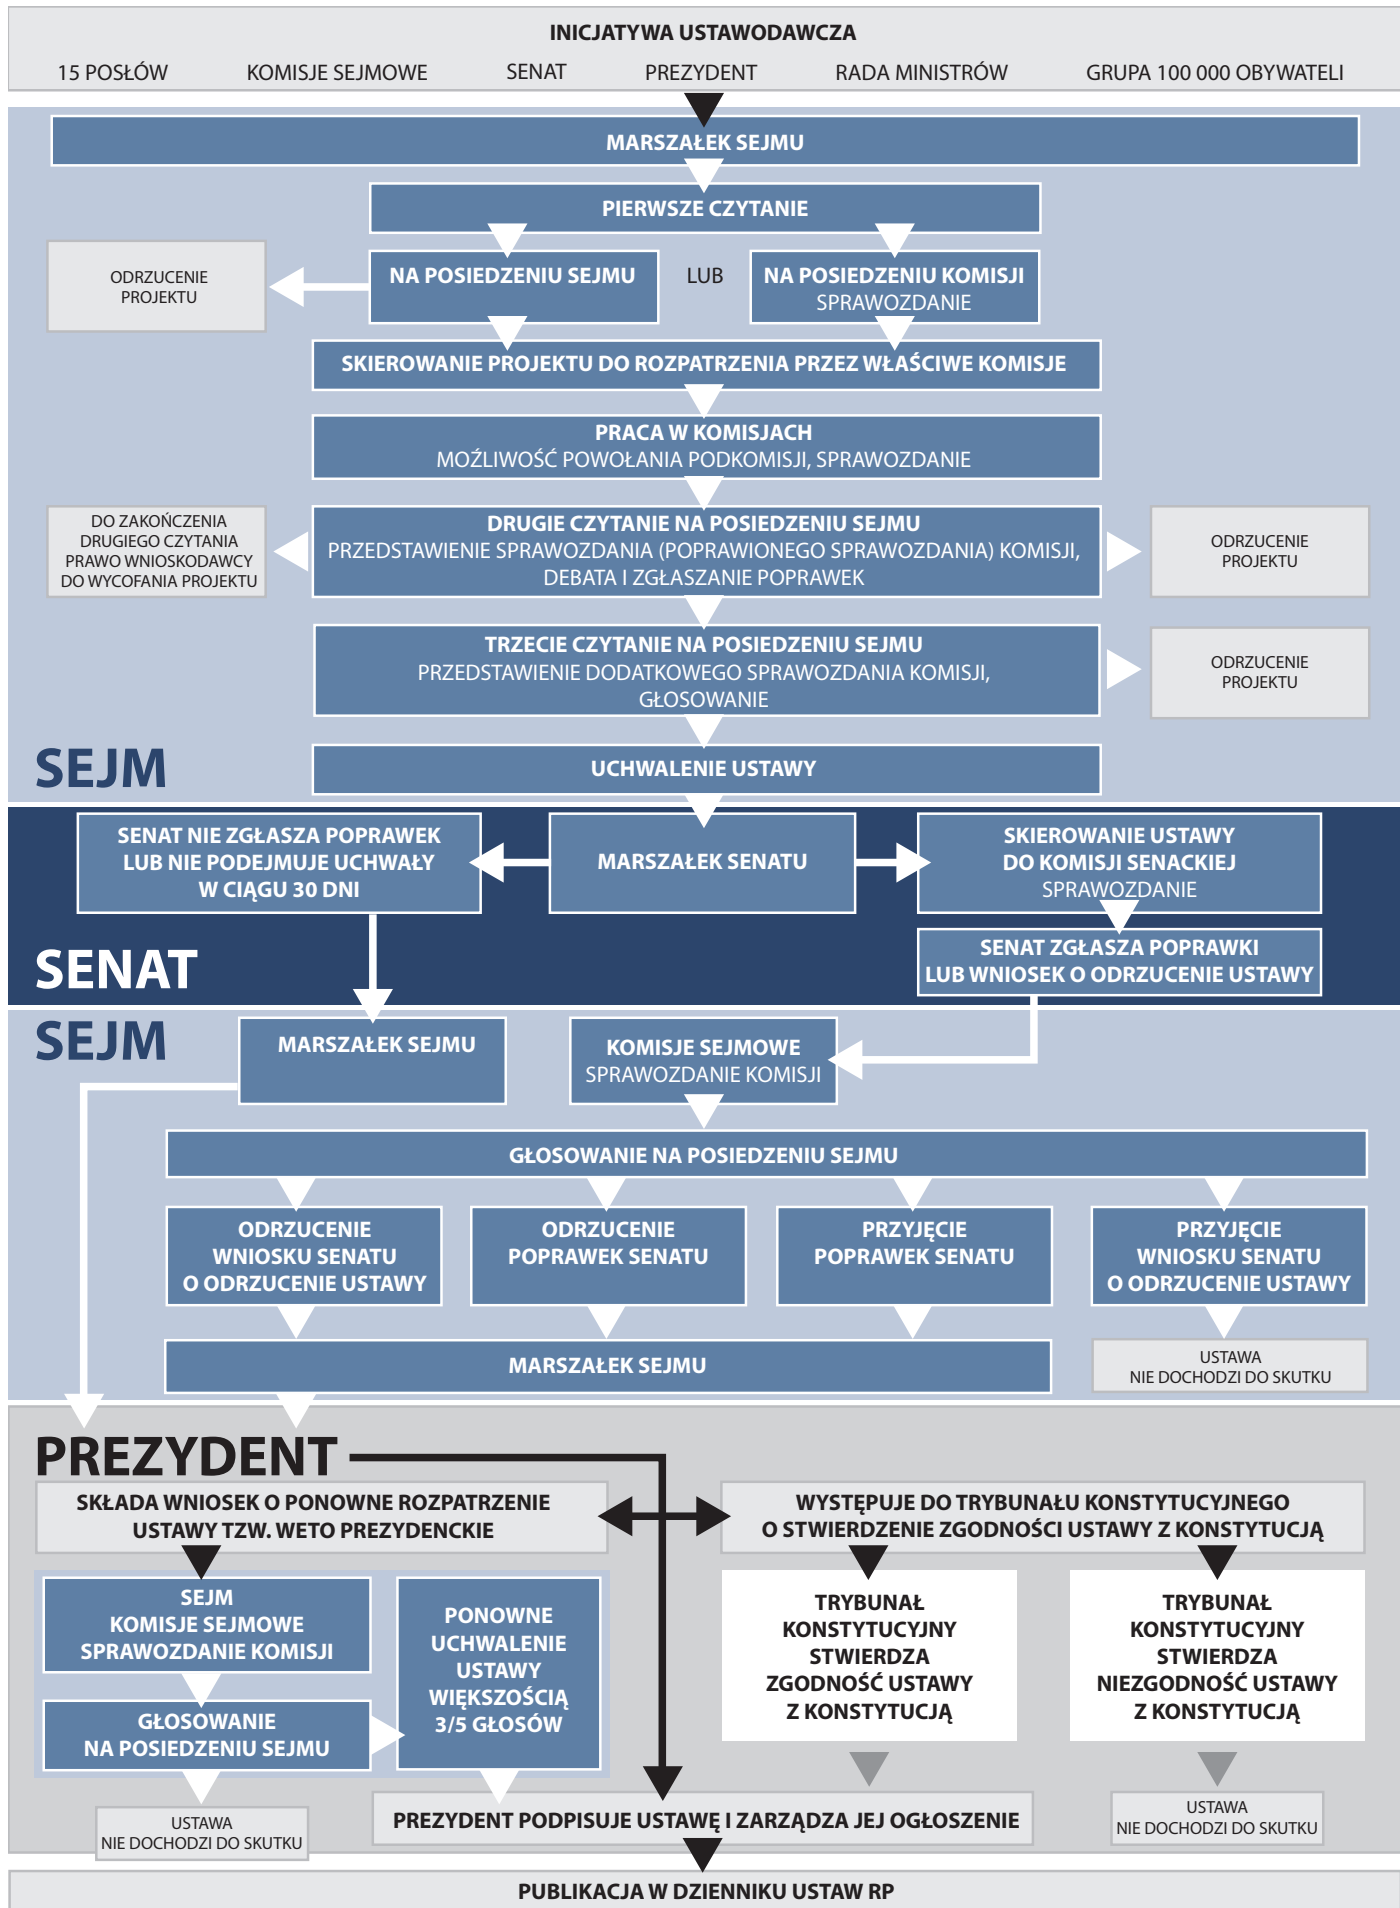 INICJATYWA USTAWODAWCZA
15 POSŁÓW KOMISJE SEJMOWE SENAT PREZYDENT RADA MINISTRÓW GRUPA 100 000 OBYWATELI
MARSZAŁEK SEJMU
PIERWSZE CZYTANIE
ODRZUCENIE
PROJEKTU
NA POSIEDZENIU SEJMU
LUB
NA POSIEDZENIU KOMISJI
SPRAWOZDANIE
SKIEROWANIE PROJEKTU DO ROZPATRZENIA PRZEZ WŁAŚCIWE KOMISJE
PRACA W KOMISJACH
MOŹLIWOŚĆ POWOŁANIA PODKOMISJI, SPRAWOZDANIE
DO ZAKOŃCZENIA
DRUGIEGO CZYTANIA
PRAWO WNIOSKODAWCY
DO WYCOFANIA PROJEKTU
DRUGIE CZYTANIE NA POSIEDZENIU SEJMU
PRZEDSTAWIENIE SPRAWOZDANIA (POPRAWIONEGO SPRAWOZDANIA) KOMISJI,
DEBATA I ZGŁASZANIE POPRAWEK
ODRZUCENIE
PROJEKTU
TRZECIE CZYTANIE NA POSIEDZENIU SEJMU
PRZEDSTAWIENIE DODATKOWEGO SPRAWOZDANIA KOMISJI,
GŁOSOWANIE
ODRZUCENIE
PROJEKTU
SEJM
UCHWALENIE USTAWY
SENAT NIE ZGŁASZA POPRAWEK
LUB NIE PODEJMUJE UCHWAŁY
W CIĄGU 30 DNI
MARSZAŁEK SENATU
SKIEROWANIE USTAWY
DO KOMISJI SENACKIEJ
SPRAWOZDANIE
SENAT
SENAT ZGŁASZA POPRAWKI
LUB WNIOSEK O ODRZUCENIE USTAWY
SEJM
MARSZAŁEK SEJMU
KOMISJE SEJMOWE
SPRAWOZDANIE KOMISJI
GŁOSOWANIE NA POSIEDZENIU SEJMU
ODRZUCENIE
WNIOSKU SENATU
O ODRZUCENIE USTAWY
ODRZUCENIE
POPRAWEK SENATU
PRZYJĘCIE
POPRAWEK SENATU
PRZYJĘCIE
WNIOSKU SENATU
O ODRZUCENIE USTAWY
MARSZAŁEK SEJMU
USTAWA
NIE DOCHODZI DO SKUTKU
PREZYDENT
SKŁADA WNIOSEK O PONOWNE ROZPATRZENIE
USTAWY TZW. WETO PREZYDENCKIE
WYSTĘPUJE DO TRYBUNAŁU KONSTYTUCYJNEGO
O STWIERDZENIE ZGODNOŚCI USTAWY Z KONSTYTUCJĄ
SEJM
KOMISJE SEJMOWE
SPRAWOZDANIE KOMISJI
GŁOSOWANIE
NA POSIEDZENIU SEJMU
PONOWNE
UCHWALENIE
USTAWY
WIĘKSZOŚCIĄ
3/5 GŁOSÓW
TRYBUNAŁ
KONSTYTUCYJNY
STWIERDZA
ZGODNOŚĆ USTAWY
Z KONSTYTUCJĄ
TRYBUNAŁ
KONSTYTUCYJNY
STWIERDZA
NIEZGODNOŚĆ USTAWY
Z KONSTYTUCJĄ
USTAWA
NIE DOCHODZI DO SKUTKU
PREZYDENT PODPISUJE USTAWĘ I ZARZĄDZA JEJ OGŁOSZENIE
USTAWA
NIE DOCHODZI DO SKUTKU
PUBLIKACJA W DZIENNIKU USTAW RP